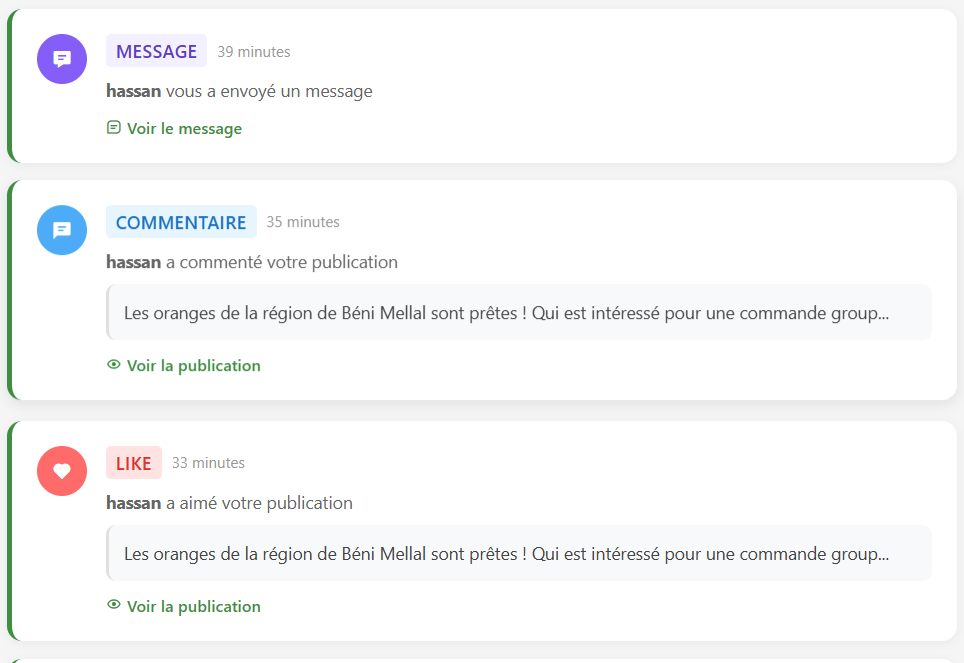 MESSAGE 39 minutes
hassan vous a envoyé un message
Voir le message
COMMENTAIRE 35 minutes
hassan a commenté votre publication
Les oranges de la région de Béni Mellal sont prêtes ! Qui est intéressé pour une commande group...
Voir la publication
LIKE 33 minutes
hassan a aimé votre publication
Les oranges de la région de Béni Mellal sont prêtes ! Qui est intéressé pour une commande group...
Voir la publication